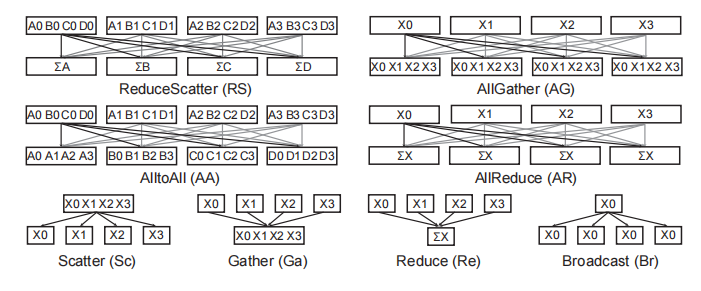 A0 B0 C0 D0 A1 B1 C1 D1 A2 B2 C2 D2 A3 B3 C3 D3
ΣA ΣB ΣC ΣD
ReduceScatter (RS)
X0 X1 X2 X3
X0 X1 X2 X3 X0 X1 X2 X3 X0 X1 X2 X3 X0 X1 X2 X3
AllGather (AG)
A0 B0 C0 D0 A1 B1 C1 D1 A2 B2 C2 D2 A3 B3 C3 D3
A0 A1 A2 A3 B0 B1 B2 B3 C0 C1 C2 C3 D0 D1 D2 D3
AlltoAll (AA)
X0 X1 X2 X3
ΣX ΣX ΣX ΣX
AllReduce (AR)
X0 X1 X2 X3
X0 X1 X2 X3
Scatter (Sc)
X0 X1 X2 X3
X0 X1 X2 X3
Gather (Ga)
X0 X1 X2 X3
ΣX
Reduce (Re)
X0
X0 X0 X0 X0
Broadcast (Br)